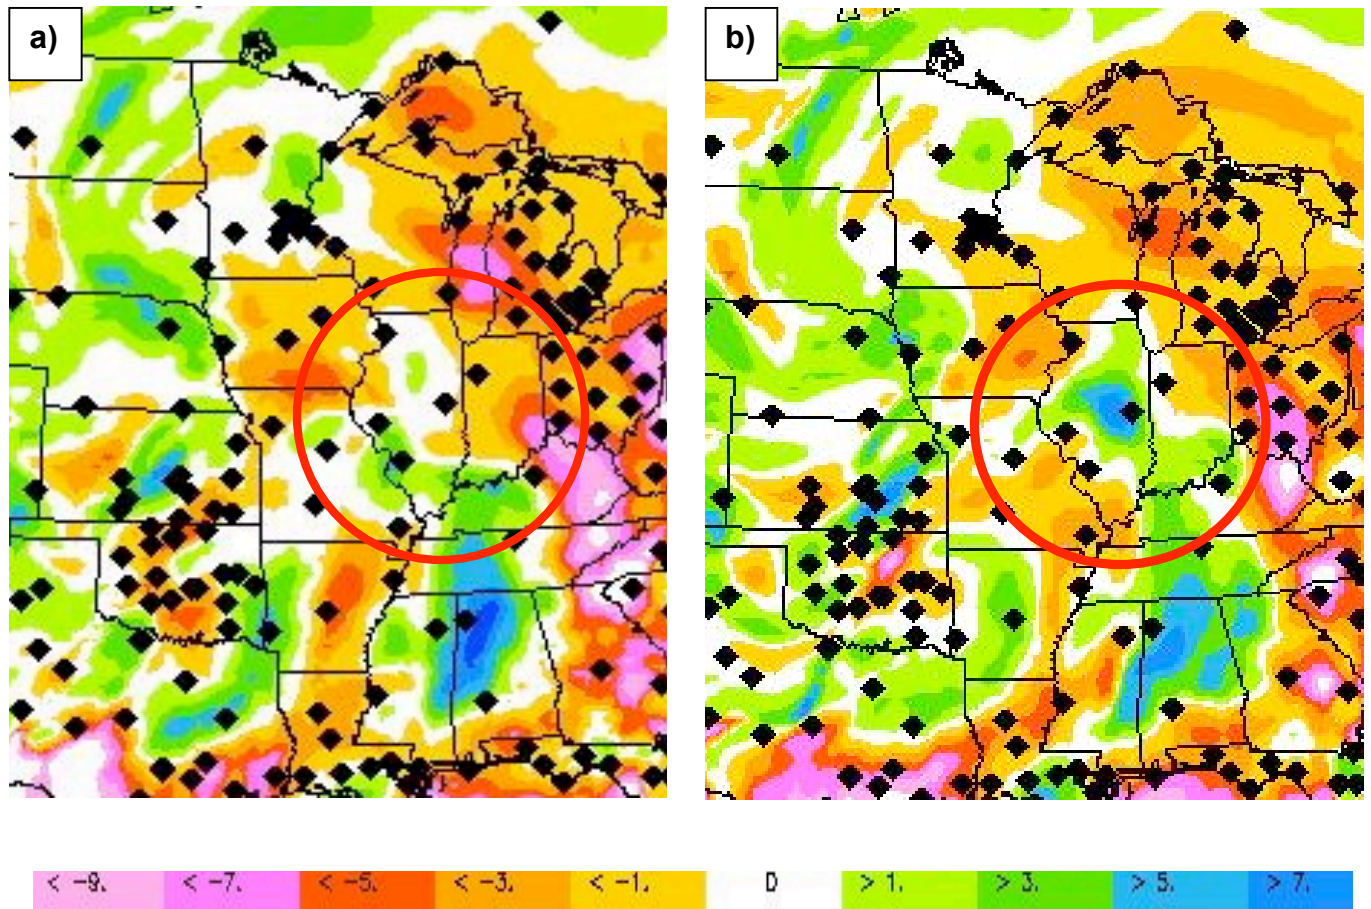 a) b)
< -9. < -7. < -5. < -3. < -1. 0 > 1. > 3. > 5. > 7.